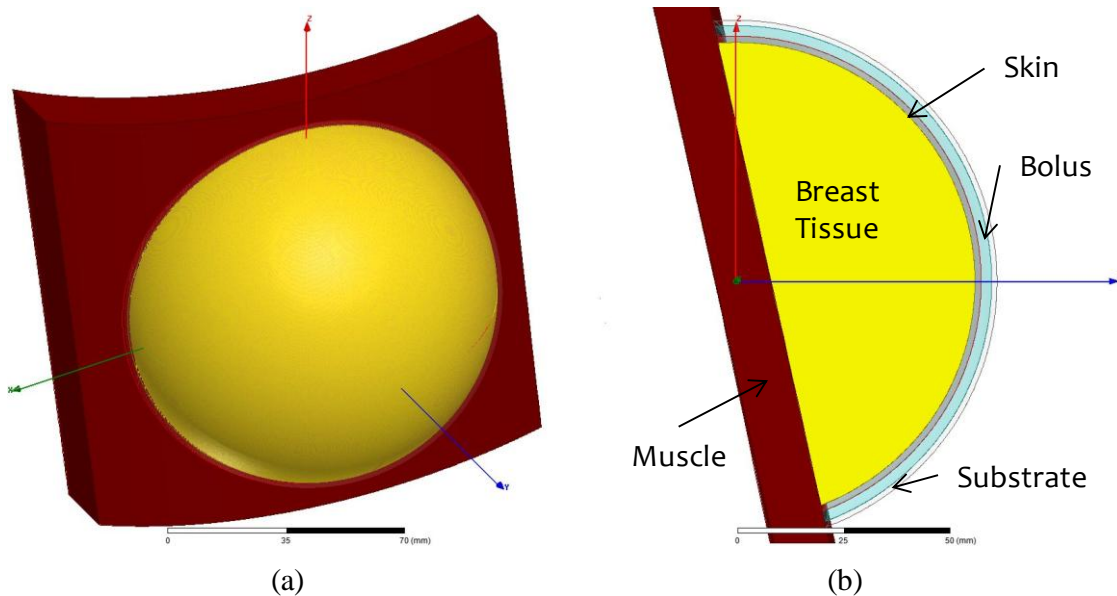 Z
X
Y
0
35
70 (mm)
(a)
Z
Skin
Bolus
Breast
Tissue
Muscle
Substrate
0
25
50 (mm)
(b)